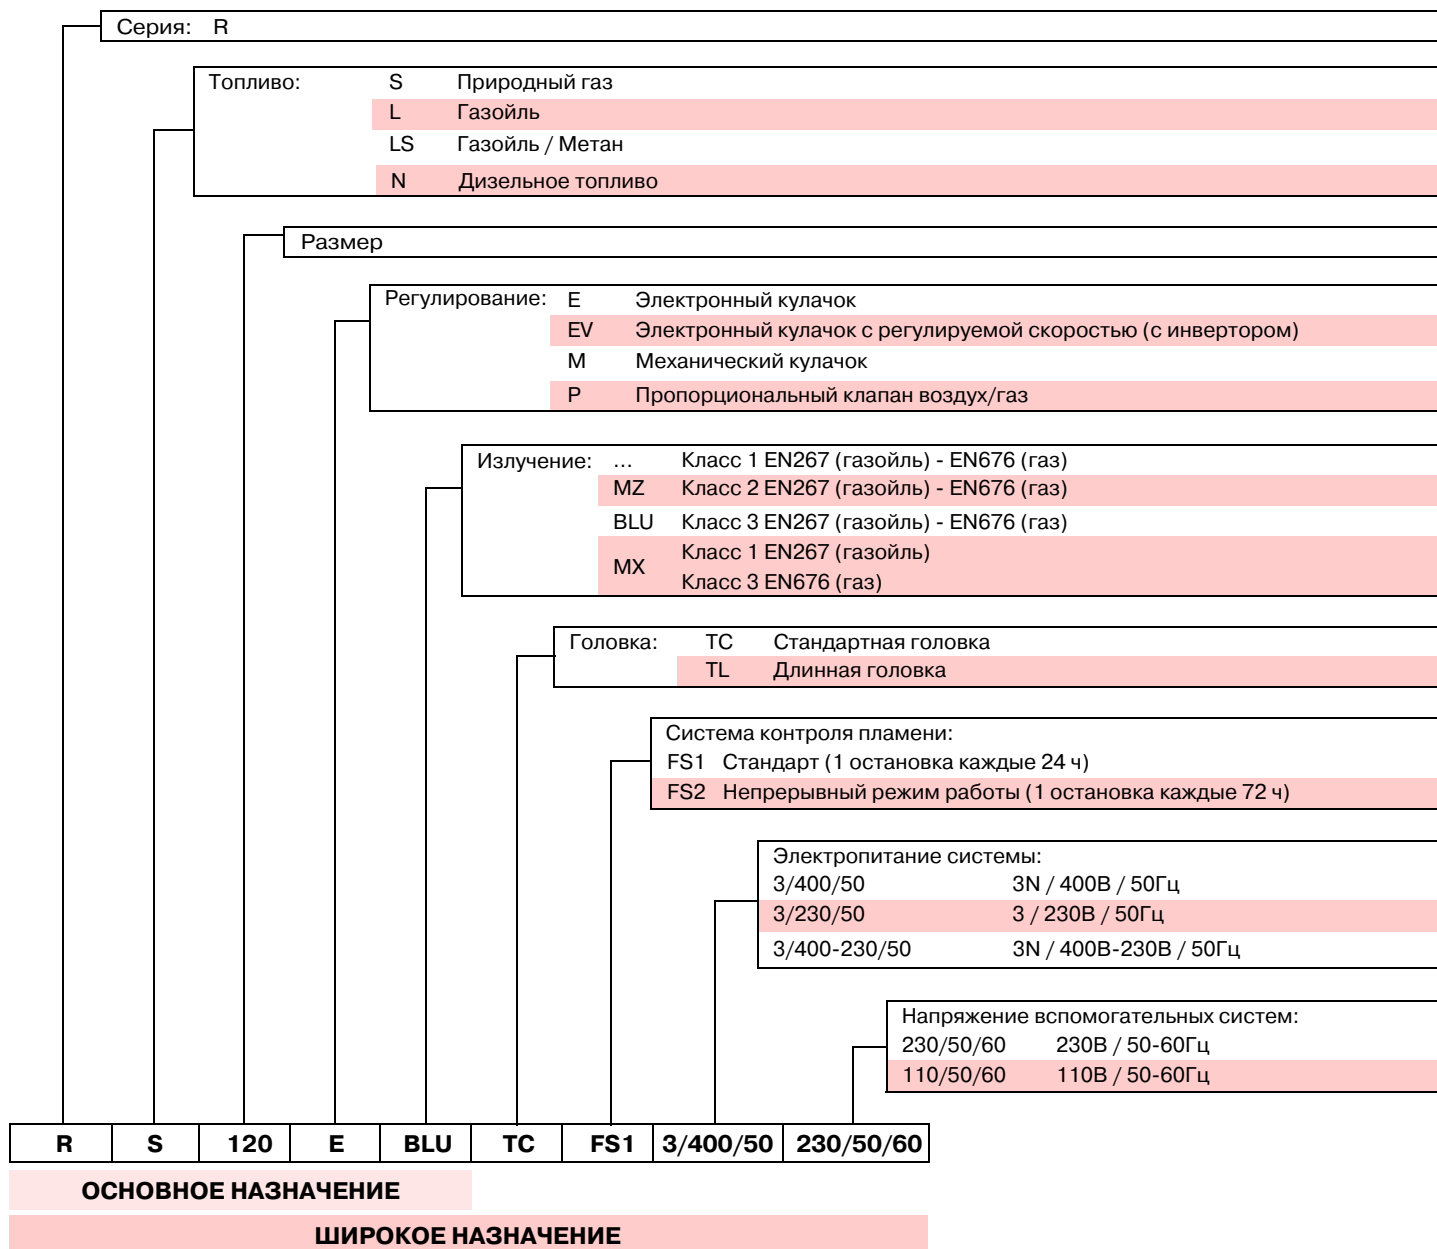 Серия: R
Топливо: S Природный газ
L Газойль
LS Газойль / Метан
N Дизельное топливо
Размер
Регулирование: E Электронный кулачок
EV Электронный кулачок с регулируемой скоростью (с инвертором)
M Механический кулачок
P Пропорциональный клапан воздух/газ
Излучение: ... Класс 1 EN267 (газойль) - EN676 (газ)
MZ Класс 2 EN267 (газойль) - EN676 (газ)
BLU Класс 3 EN267 (газойль) - EN676 (газ)
MX Класс 1 EN267 (газойль)
Класс 3 EN676 (газ)
Головка: TC Стандартная головка
TL Длинная головка
Система контроля пламени:
FS1 Стандарт (1 остановка каждые 24 ч)
FS2 Непрерывный режим работы (1 остановка каждые 72 ч)
Электропитание системы:
3/400/50 3N / 400В / 50Гц
3/230/50 3 / 230В / 50Гц
3/400-230/50 3N / 400В-230В / 50Гц
Напряжение вспомогательных систем:
230/50/60 230В / 50-60Гц
110/50/60 110В / 50-60Гц
R S 120 E BLU TC FS1 3/400/50 230/50/60
ОСНОВНОЕ НАЗНАЧЕНИЕ
ШИРОКОЕ НАЗНАЧЕНИЕ